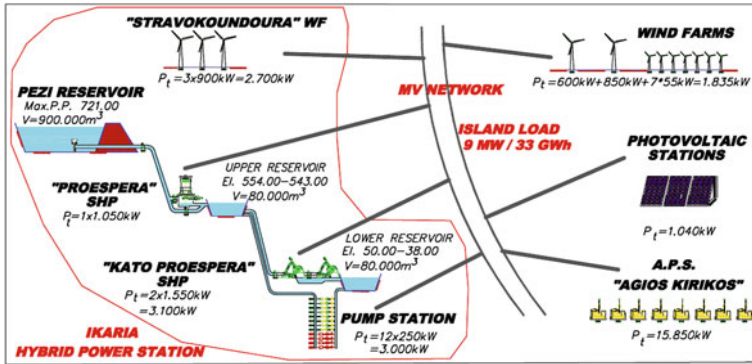 "STRAVOKOUNDOURA" WF
Pt =3x900kW=2.700kW
WIND FARMS
Pt =600kW+850kW+7*55kW=1.835kW
PEZI RESERVOIR
Max.P.P. 721.00
V=900.000m³
MV NETWORK
ISLAND LOAD
9 MW / 33 GWh
PHOTOVOLTAIC
STATIONS
Pt =1.040kW
UPPER RESERVOIR
El. 554.00-543.00
V=80.000m³
"PROESPERA"
SHP
Pt=1x1.050kW
LOWER RESERVOIR
El. 50.00-38.00
V=80.000m³
"KATO PROESPERA"
SHP
Pt =2x1.550kW
=3.100kW
A.P.S.
"AGIOS KIRIKOS"
Pt =15.850kW
PUMP STATION
Pt =12x250kW
=3.000kW
IKARIA
HYBRID POWER STATION